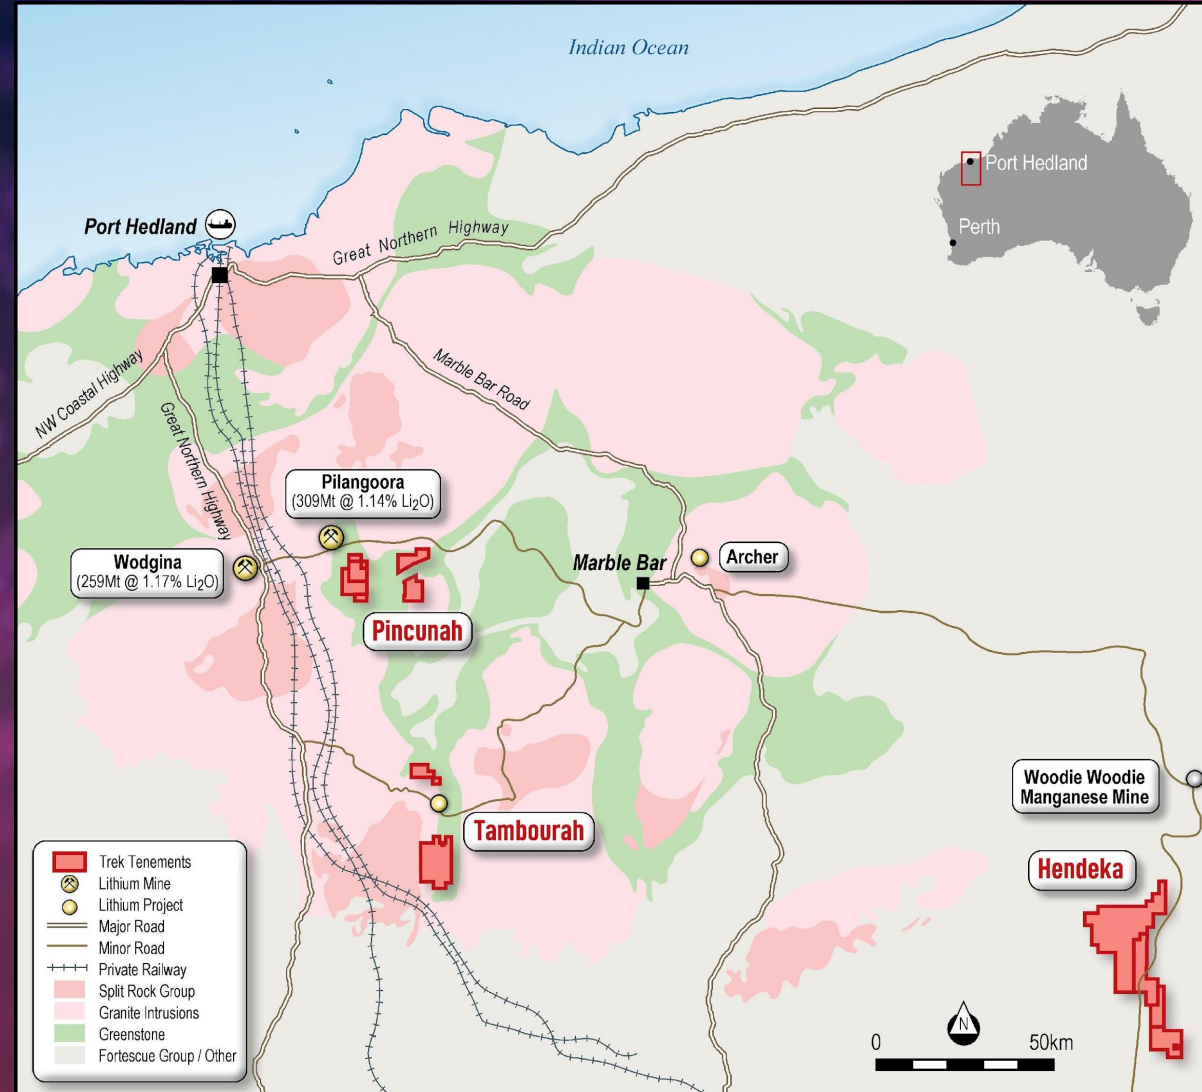 Indian Ocean
Port Hedland
Perth
Port Hedland
Great Northern Highway
NW Coastal Highway
Great Northern Highway
Marble Bar Road
Pilangoora
(309Mt @ 1.14% Li₂O)
Wodgina
(259Mt @ 1.17% Li₂O)
Marble Bar
Archer
Pincunah
Woodie Woodie
Manganese Mine
Tambourah
Hendeka
Trek Tenements
Lithium Mine
Lithium Project
Major Road
Minor Road
Private Railway
Split Rock Group
Granite Intrusions
Greenstone
Fortescue Group / Other
N
0 50km